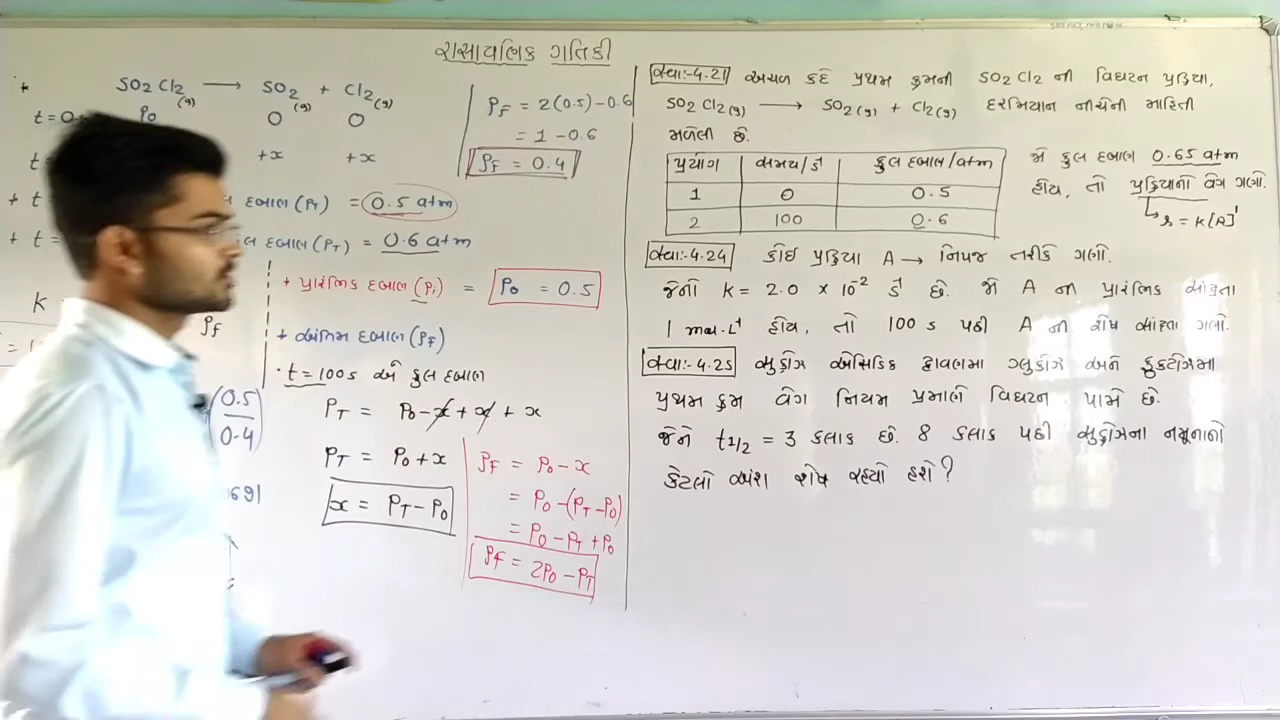 રાસાયણિક ગતિકી
SO2Cl2(g) → SO2(g) + Cl2(g)
P0 0 0
+x +x
દબાણ (PT) = 0.5 atm
દબાણ (PT) = 0.6 atm
K
PF
(0.5/0.4)
+ પ્રારંભિક દબાણ (Pi) = P0 = 0.5
+ અંતિમ દબાણ (PF)
· t = 100s એ કુલ દબાણ
PT = P0 - x + x + x
PT = P0 + x
x = PT - P0
PF = P0 - x
= P0 - (PT - P0)
= P0 - PT + P0
PF = 2P0 - PT
PF = 2(0.5) - 0.6
= 1 - 0.6
PF = 0.4
સ્વા:-4.21 અચળ કદે પ્રથમ ક્રમની SO2Cl2 ની વિઘટન પ્રક્રિયા,
SO2Cl2(g) → SO2(g) + Cl2(g) દરમિયાન નીચેની માહિતી
મળેલી છે.
પ્રયોગ સમય/s⁻¹ કુલ દબાણ/atm
1 0 0.5
2 100 0.6
જો કુલ દબાણ 0.65 atm
હોય, તો પ્રક્રિયાનો વેગ ગણો.
r = K[A]¹
સ્વા:-4.24 કોઈ પ્રક્રિયા A → નિપજ તરીકે ગણો.
જેનો K = 2.0 × 10⁻² s⁻¹ છે. જો A ની પ્રારંભિક સાંદ્રતા
1 mol·L⁻¹ હોય, તો 100 s પછી A ની શેષ સાંદ્રતા ગણો.
સ્વા:-4.25 સુક્રોઝ એસિડિક દ્રાવણમા ગ્લુકોઝ અને ફ્રુક્ટોઝમા
પ્રથમ ક્રમ વેગ નિયમ પ્રમાણે વિઘટન પામે છે.
જેને t1/2 = 3 કલાક છે. 8 કલાક પછી સુક્રોઝના નમૂનાનો
કેટલો અંશ શેષ રહ્યો હશે?